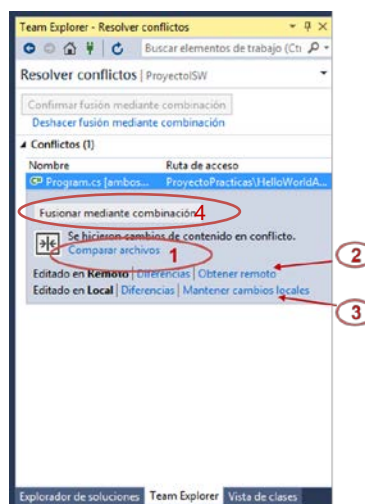 Team Explorer - Resolver conflictos
Buscar elementos de trabajo (Ctr
Resolver conflictos | ProyectoISW
Confirmar fusión mediante combinación
Deshacer fusión mediante combinación
Conflictos (1)
Nombre Ruta de acceso
Program.cs [ambos... ProyectoPracticas\HelloWorldA...
Fusionar mediante combinación 4
Se hicieron cambios de contenido en conflicto.
Comparar archivos 1
2
Editado en Remoto | Diferencias | Obtener remoto
Editado en Local | Diferencias | Mantener cambios locales
3
Explorador de soluciones Team Explorer Vista de clases